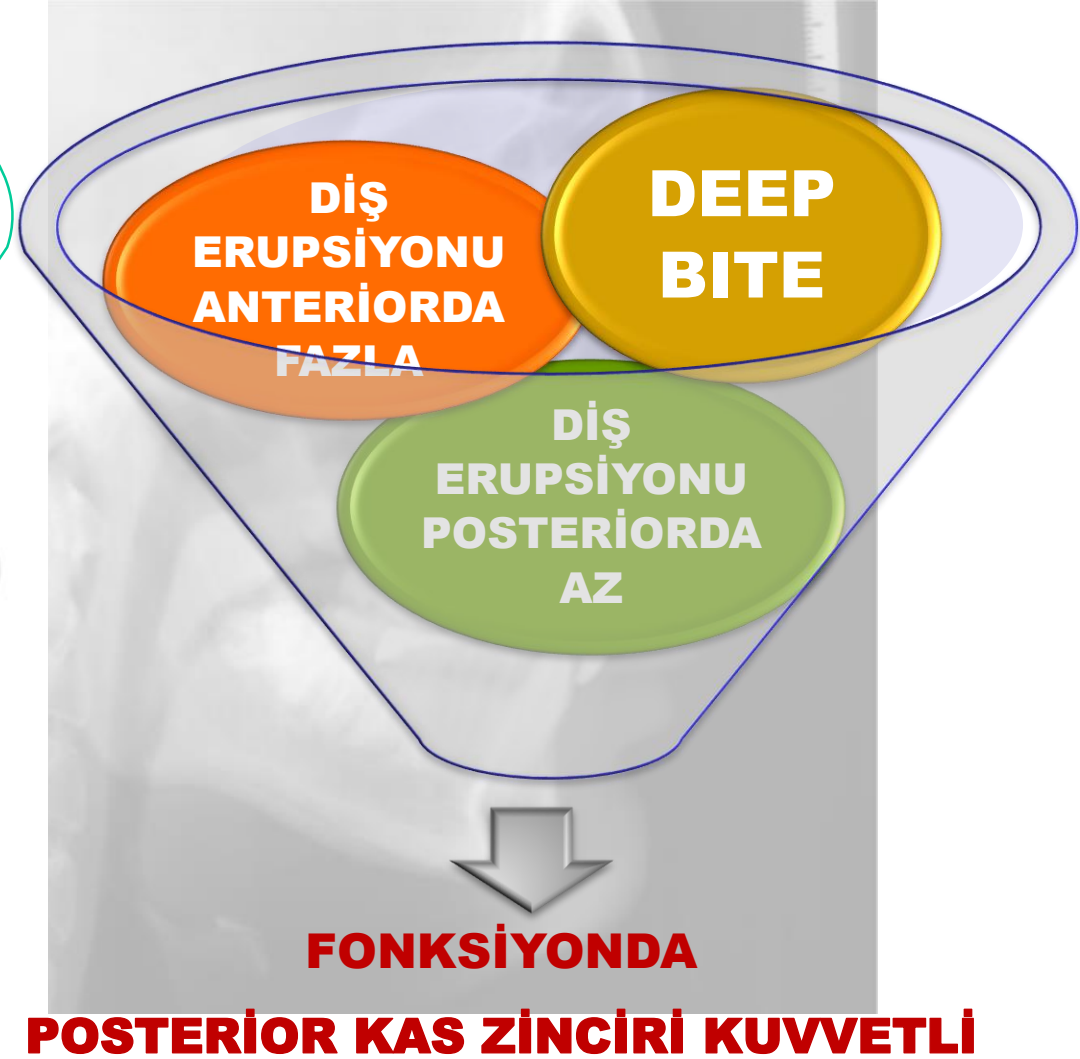 DİŞ
ERUPSİYONU
ANTERİORDA
FAZLA
DEEP
BITE
DİŞ
ERUPSİYONU
POSTERİORDA
AZ
FONKSİYONDA
POSTERİOR KAS ZİNCİRİ KUVVETLİ